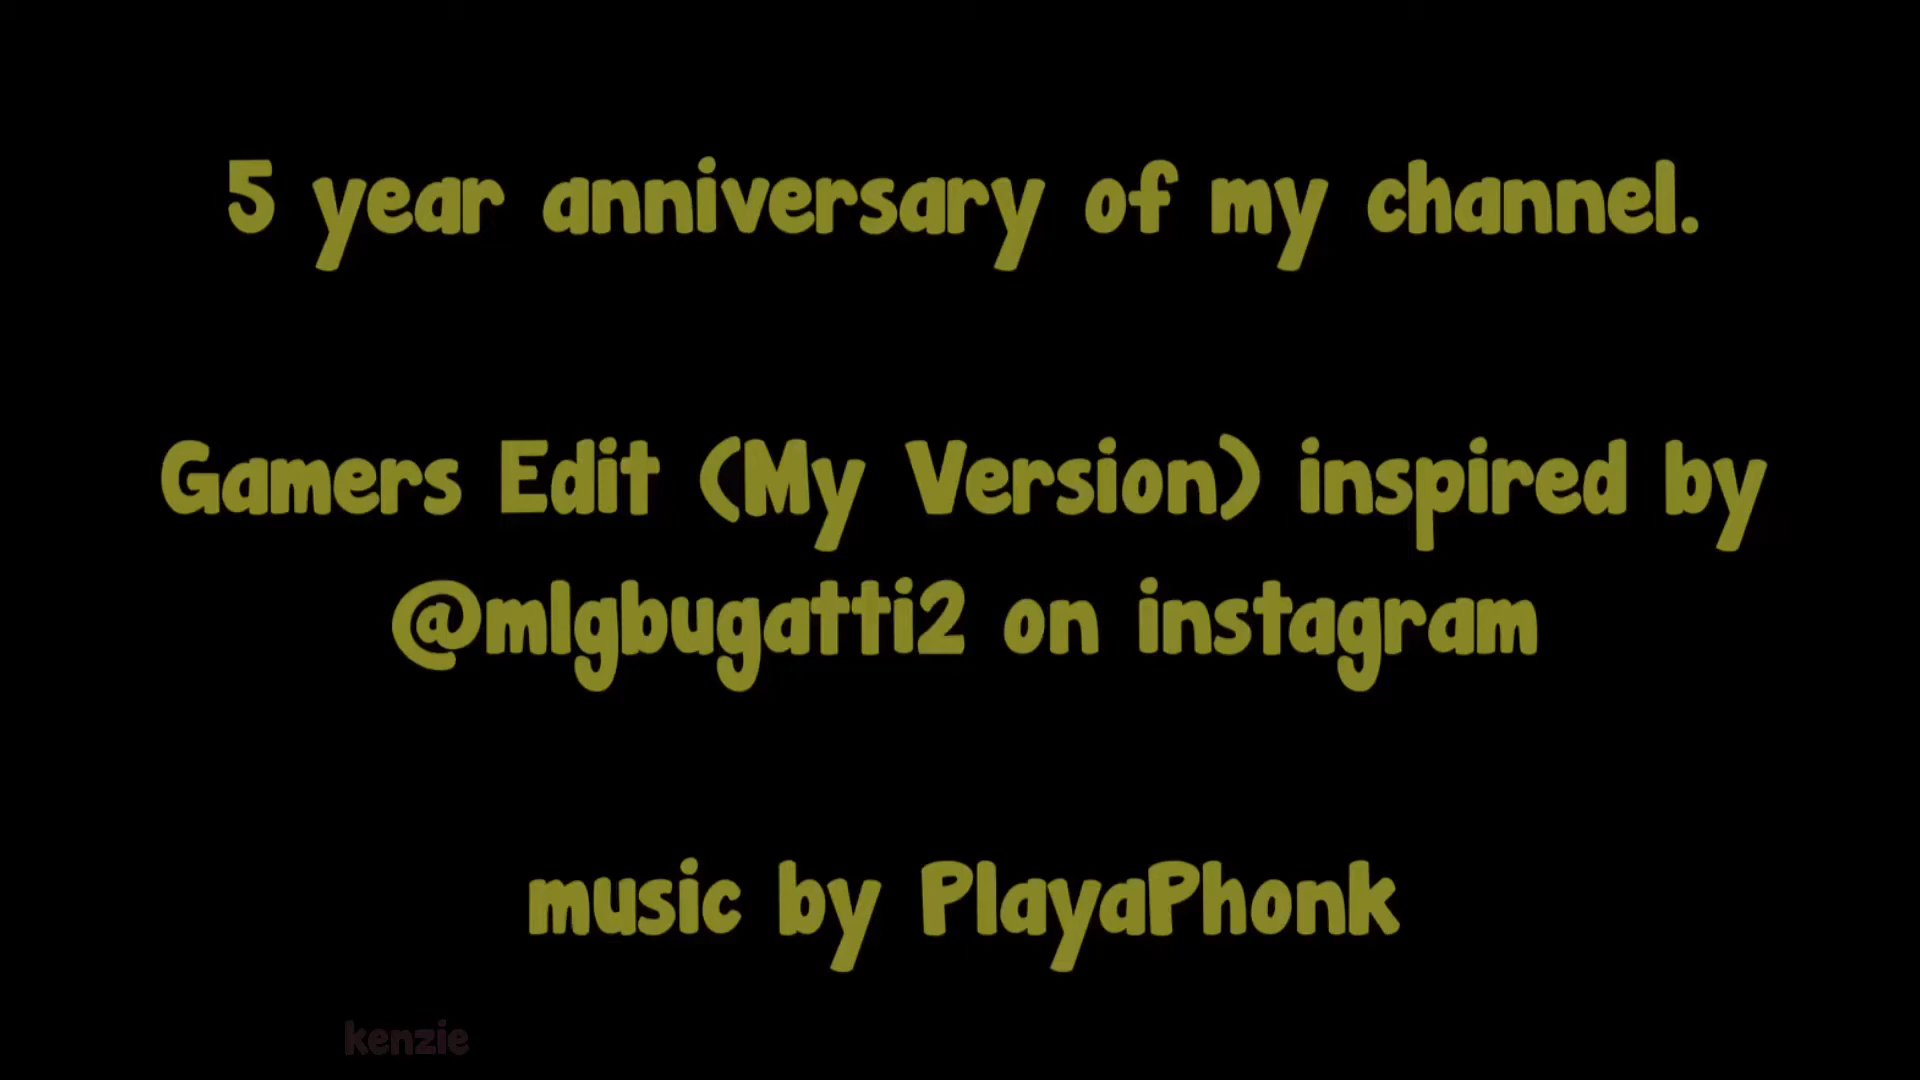 5 year anniversary of my channel.
Gamers Edit (My Version) inspired by
@mlgbugatti2 on instagram
music by PlayaPhonk
kenzie